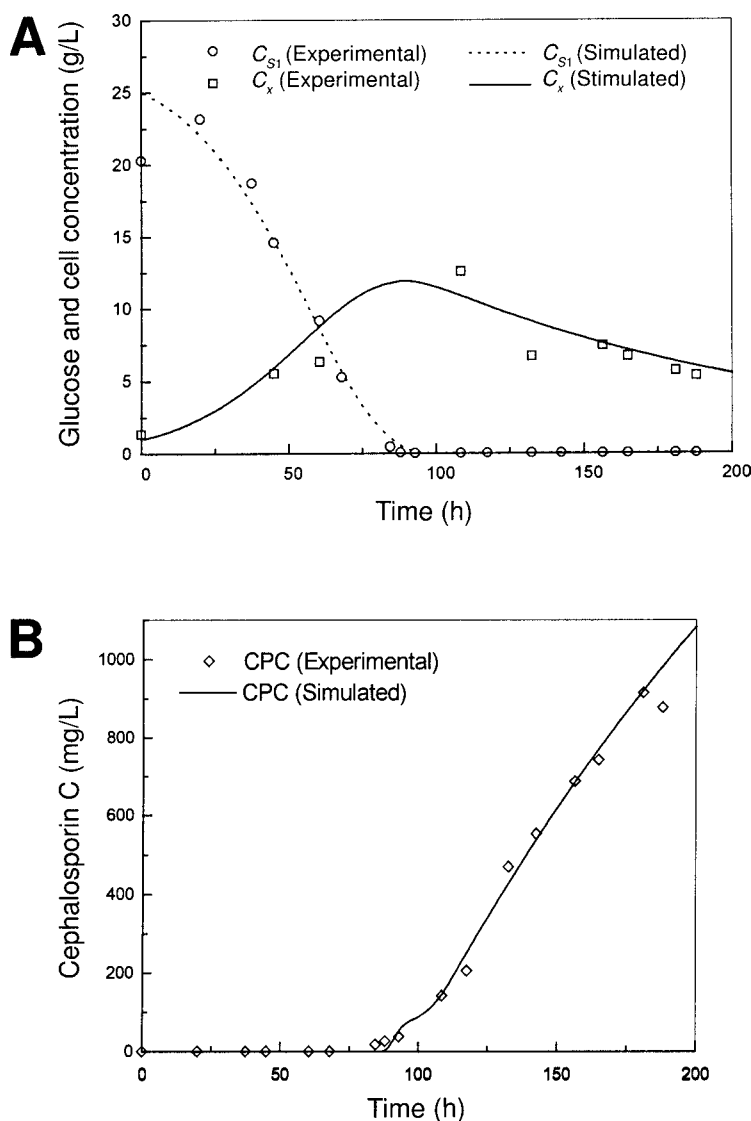 A
Glucose and cell concentration (g/L)
30
25
20
15
10
5
0
C_S1 (Experimental)
C_x (Experimental)
C_S1 (Simulated)
C_x (Stimulated)
0
50
100
150
200
Time (h)
B
Cephalosporin C (mg/L)
1000
800
600
400
200
0
CPC (Experimental)
CPC (Simulated)
0
50
100
150
200
Time (h)